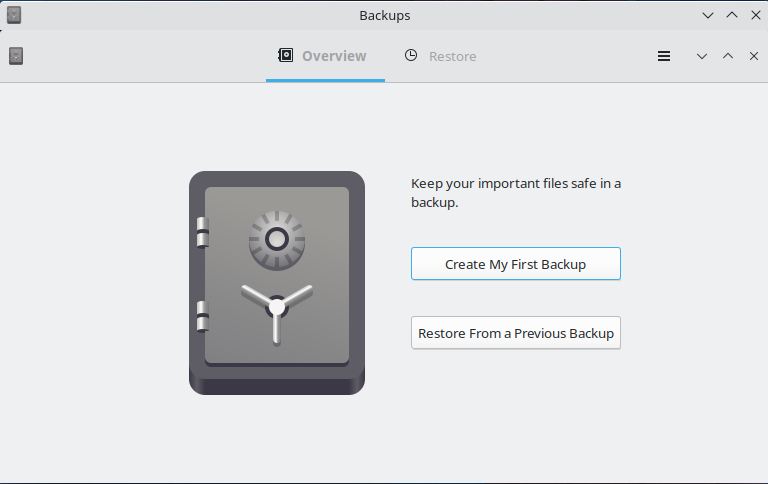 Backups
Overview
Restore
Keep your important files safe in a
backup.
Create My First Backup
Restore From a Previous Backup